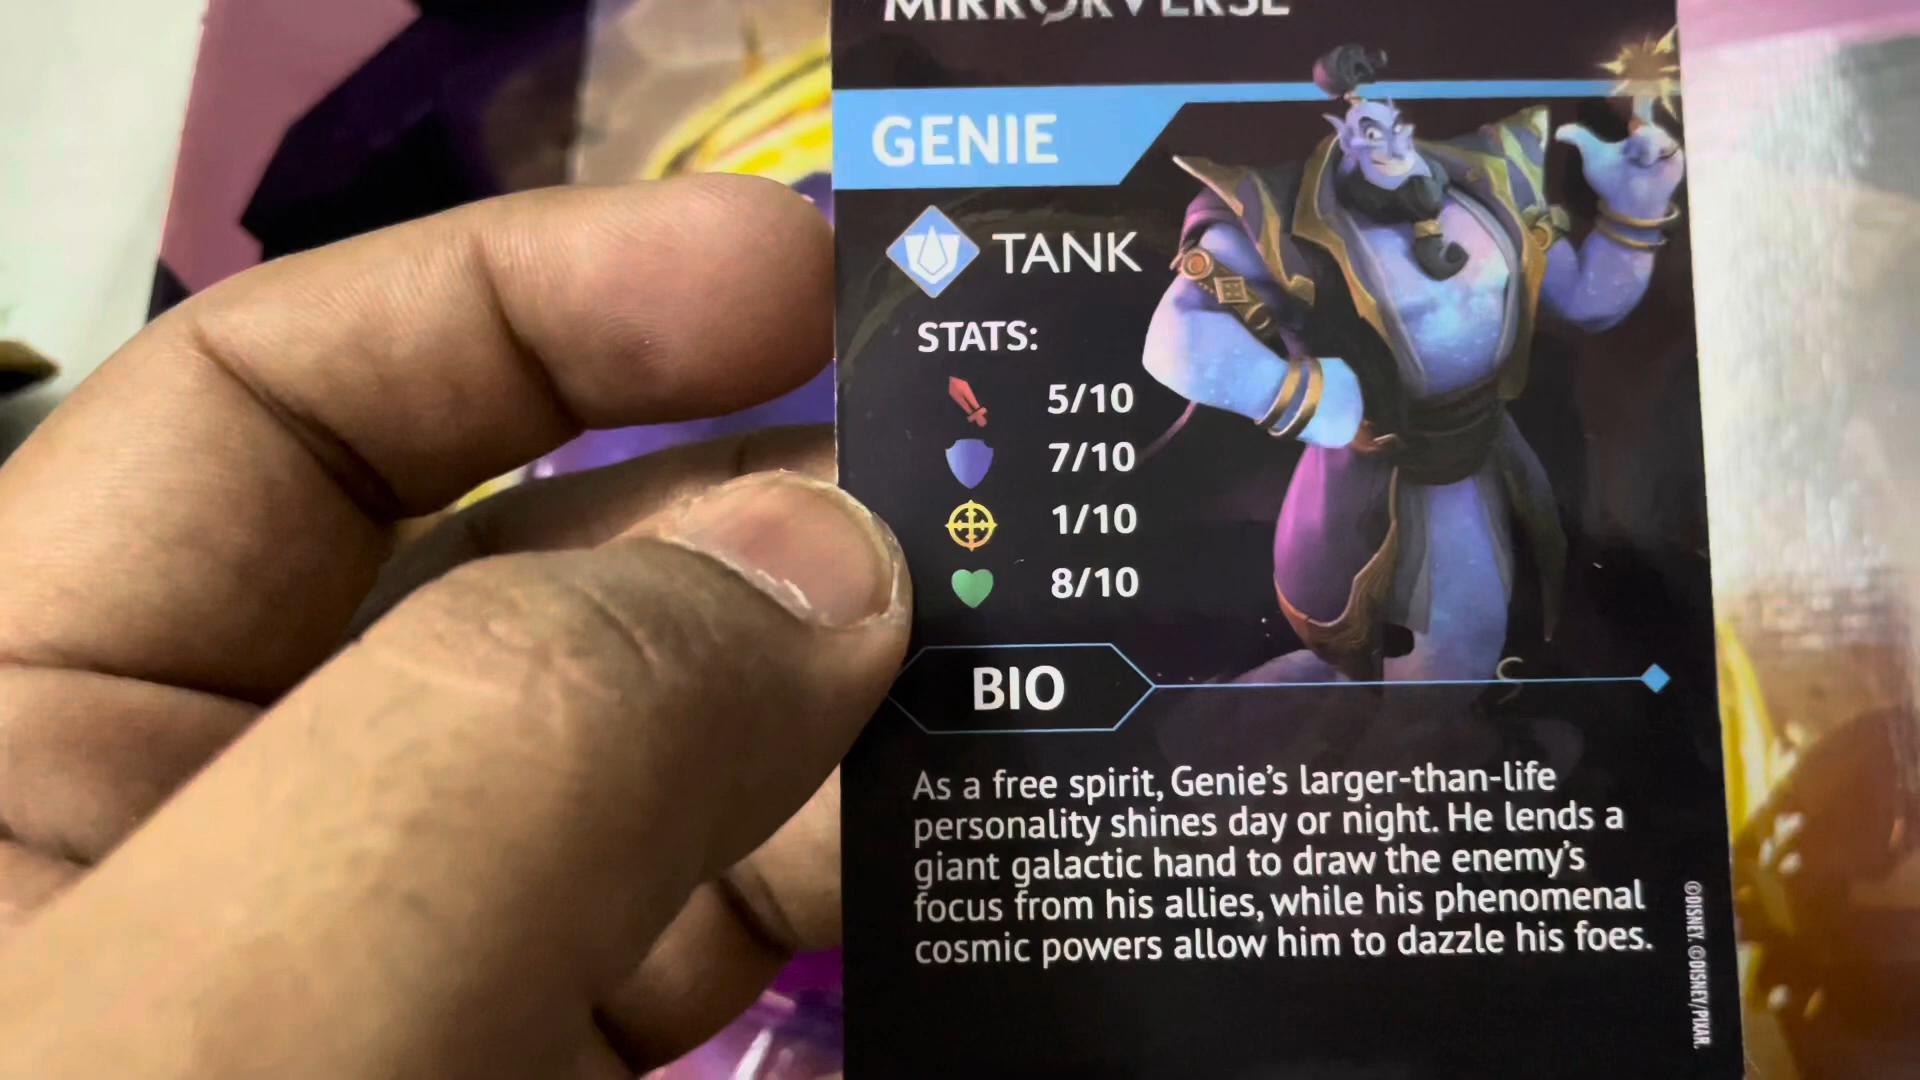 MIRRORVERSE
GENIE
TANK
STATS:
5/10
7/10
1/10
8/10
BIO
As a free spirit, Genie's larger-than-life
personality shines day or night. He lends a
giant galactic hand to draw the enemy's
focus from his allies, while his phenomenal
cosmic powers allow him to dazzle his foes.
©DISNEY. ©DISNEY/PIXAR.